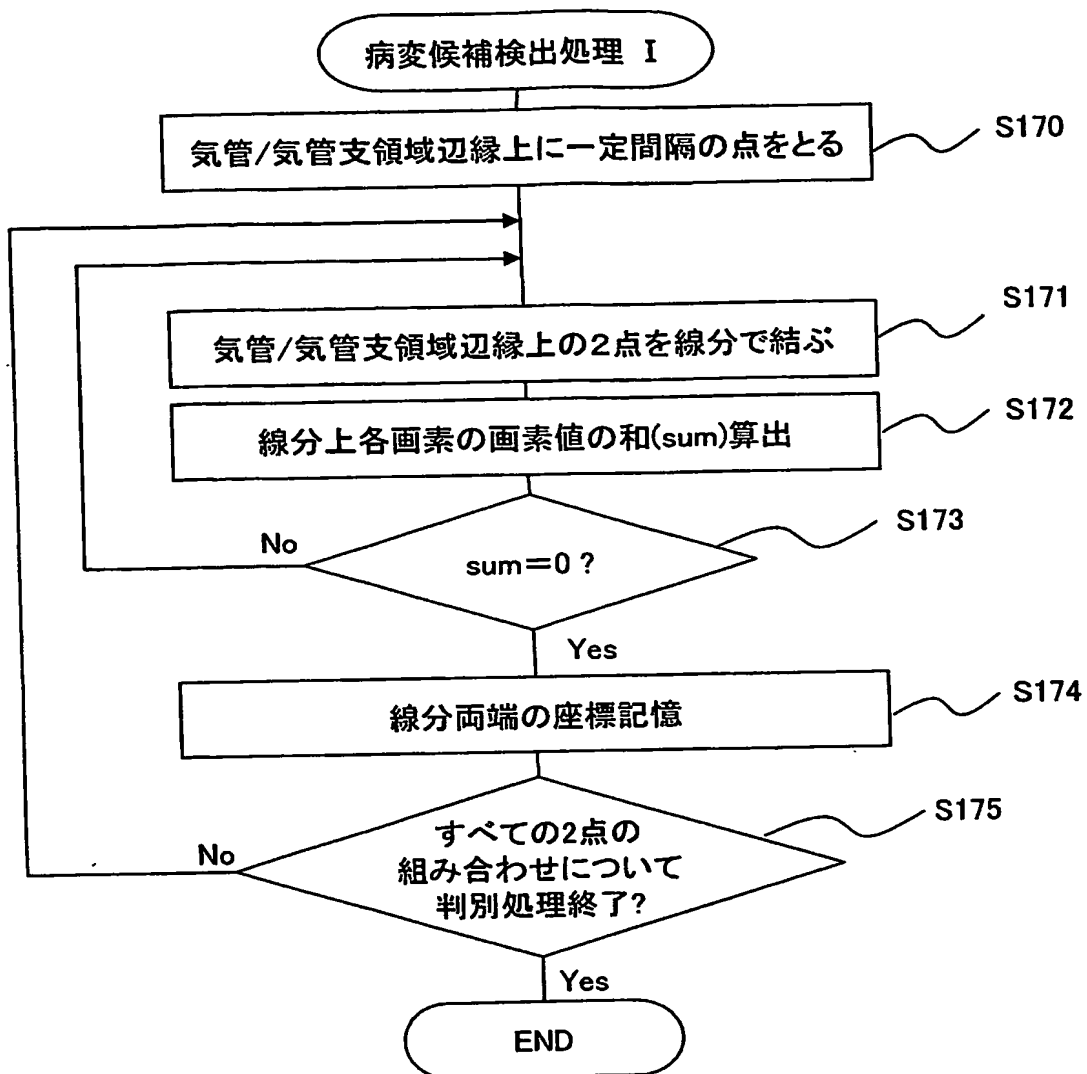 病変候補検出処理 I
気管/気管支領域辺縁上に一定間隔の点をとる
S170
気管/気管支領域辺縁上の2点を線分で結ぶ
S171
線分上各画素の画素値の和(sum)算出
S172
sum=0?
S173
No
Yes
線分両端の座標記憶
S174
すべての2点の
組み合わせについて
判別処理終了?
S175
No
Yes
END